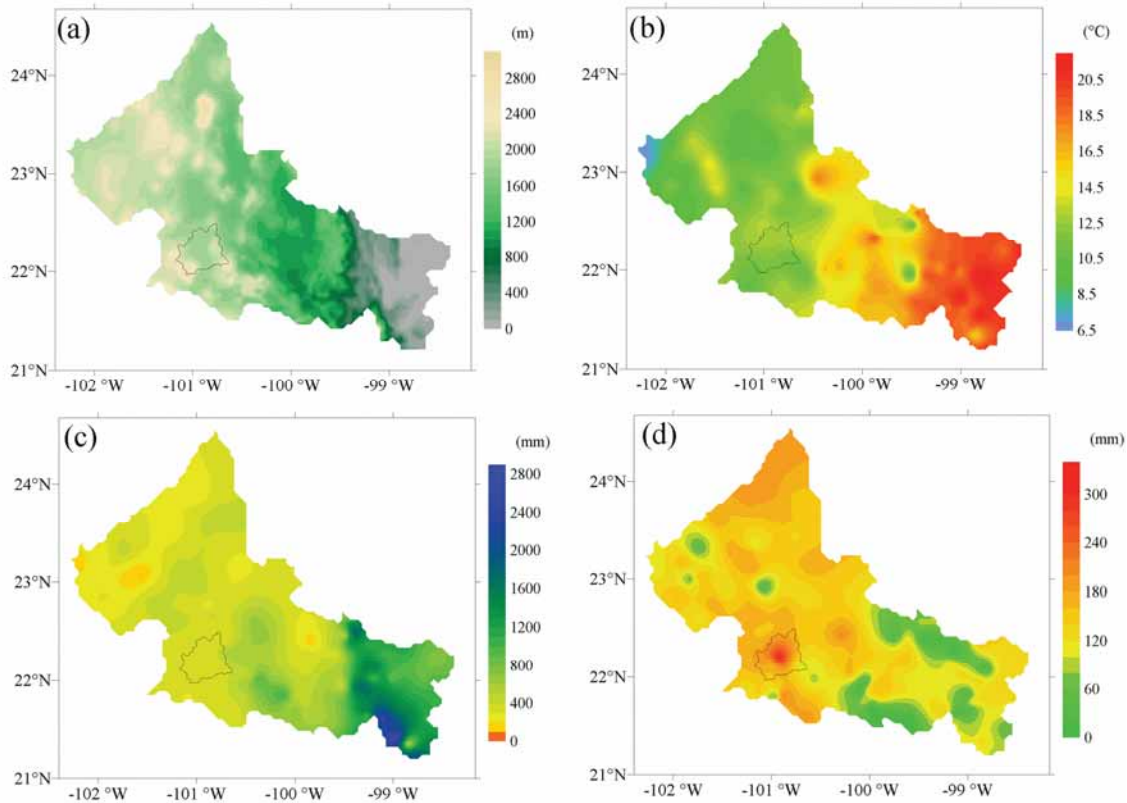 (a)
(m)
24°N
23°N
22°N
21°N
2800
2400
2000
1600
1200
800
400
0
-102 °W
-101 °W
-100 °W
-99 °W
(b)
(°C)
24°N
23°N
22°N
21°N
20.5
18.5
16.5
14.5
12.5
10.5
8.5
6.5
-102 °W
-101 °W
-100 °W
-99 °W
(c)
(mm)
24°N
23°N
22°N
21°N
2800
2400
2000
1600
1200
800
400
0
-102 °W
-101 °W
-100 °W
-99 °W
(d)
(mm)
24°N
23°N
22°N
21°N
300
240
180
120
60
0
-102 °W
-101 °W
-100 °W
-99 °W